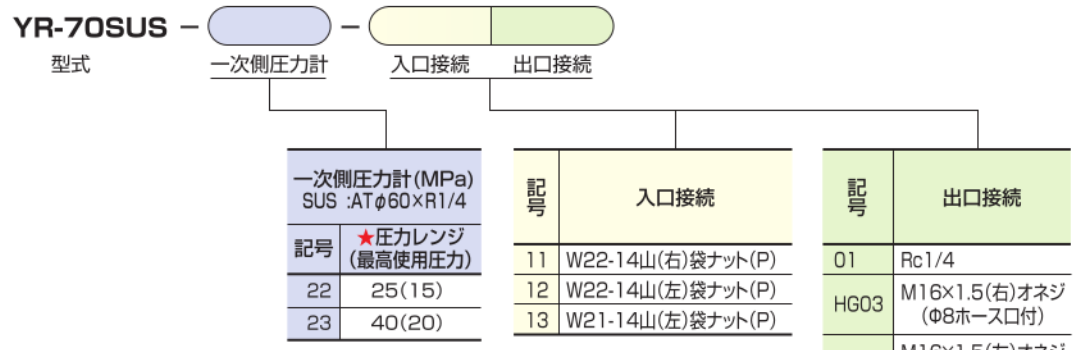 YR-70SUS － －
型式 一次側圧力計 入口接続 出口接続
一次側圧力計(MPa)
SUS :ATφ60×R1/4
記号 ★圧力レンジ
(最高使用圧力)
22 25(15)
23 40(20)
記号 入口接続
11 W22-14山(右)袋ナット(P)
12 W22-14山(左)袋ナット(P)
13 W21-14山(左)袋ナット(P)
記号 出口接続
01 Rc1/4
HG03 M16×1.5(右)オネジ
(Φ8ホース口付)